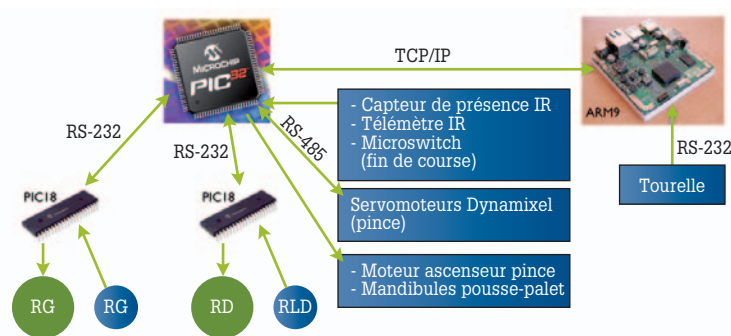 TCP/IP
MICROCHIP
PIC32
ARM9
- Capteur de présence IR
- Télémètre IR
- Microswitch
(fin de course)
RS-232
RS-232
RS-485
RS-232
Tourelle
PIC18
PIC18
Servomoteurs Dynamixel
(pince)
- Moteur ascenseur pince
- Mandibules pousse-palet
RG
RG
RD
RLD